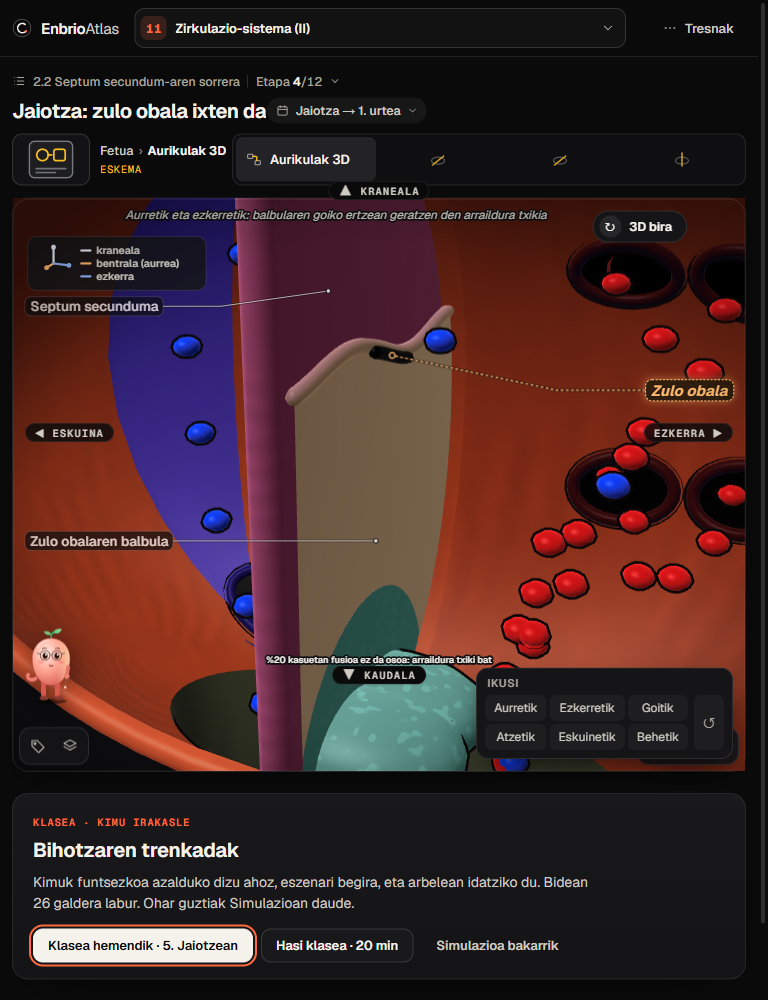 EnbrioAtlas
11 Zirkulazio-sistema (II)
··· Tresnak
2.2 Septum secundum-aren sorrera
Etapa 4/12
Jaiotza: zulo obala ixten da
Jaiotza → 1. urtea
Fetua › Aurikulak 3D
ESKEMA
Aurikulak 3D
▲ KRANEALA
Aurretik eta ezkerretik: balbularen goiko ertzean geratzen den arraildura txikia
↻ 3D bira
kraneala
bentrala (aurrea)
ezkerra
Septum secunduma
Zulo obala
◀ ESKUINA
EZKERRA ▶
Zulo obalaren balbula
%20 kasuetan fusioa ez da osoa: arraildura txiki bat
▼ KAUDALA
IKUSI
Aurretik
Ezkerretik
Goitik
Atzetik
Eskuinetik
Behetik
KLASEA · KIMU IRAKASLE
Bihotzaren trenkadak
Kimuk funtsezkoa azalduko dizu ahoz, eszenari begira, eta arbelean idatziko du. Bidean
26 galdera labur. Ohar guztiak Simulazioan daude.
Klasea hemendik · 5. Jaiotzean
Hasi klasea · 20 min
Simulazioa bakarrik